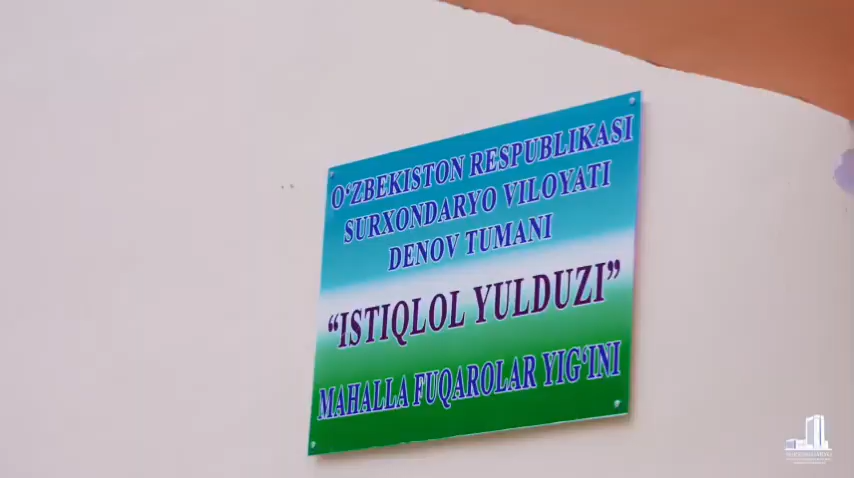 O‘ZBEKISTON RESPUBLIKASI
SURXONDARYO VILOYATI
DENOV TUMANI
“ISTIQLOL YULDUZI”
MAHALLA FUQAROLAR YIG‘INI